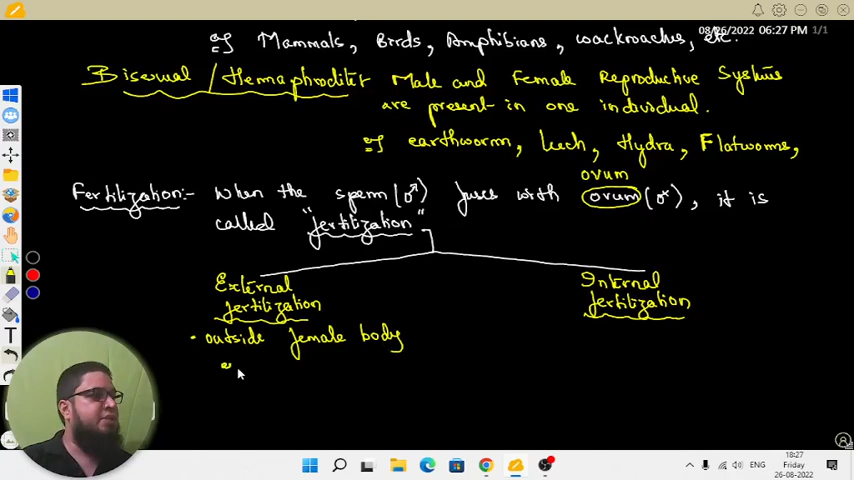 08/26/2022 06:27 PM 1/1
eg Mammals, Birds, Amphibians, cockroaches, etc.
Bisexual / Hemaphrodites Male and Female Reproductive Systems
are present in one individual.
eg earthworm, Leech, Hydra, Flatworms,
ovum
Fertilization:- When the sperm (♂) fuses with ovum (♂), it is
called "fertilization"
External Internal
fertilization fertilization
• outside female body
T
ENG 18:27
Friday
26-08-2022